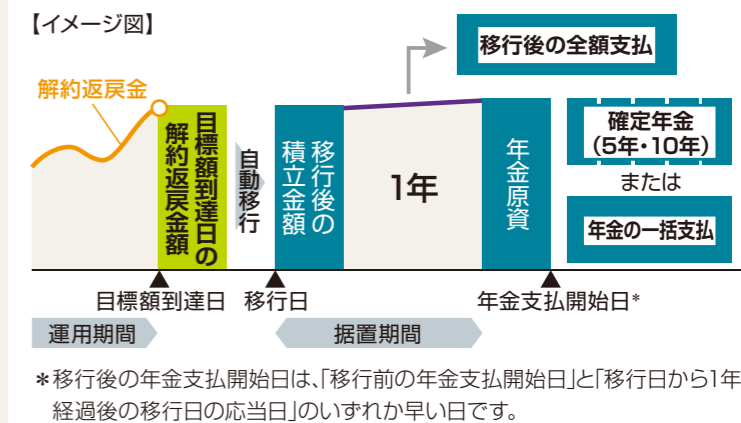 【イメージ図】
移行後の全額支払
解約返戻金
目標額到達日の
解約返戻金額
自動移行
移行後の
積立金額
1年
年金原資
確定年金
（5年・10年）
または
年金の一括支払
目標額到達日
移行日
年金支払開始日*
運用期間
据置期間
＊移行後の年金支払開始日は、「移行前の年金支払開始日」と「移行日から1年
経過後の移行日の応当日」のいずれか早い日です。